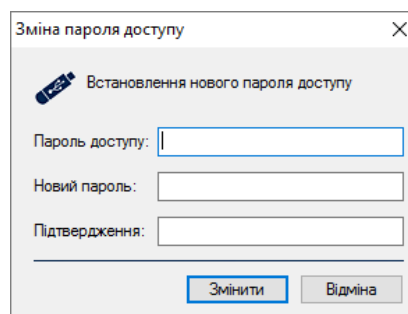 Зміна пароля доступу
Встановлення нового пароля доступу
Пароль доступу:
Новий пароль:
Підтвердження:
Змінити Відміна